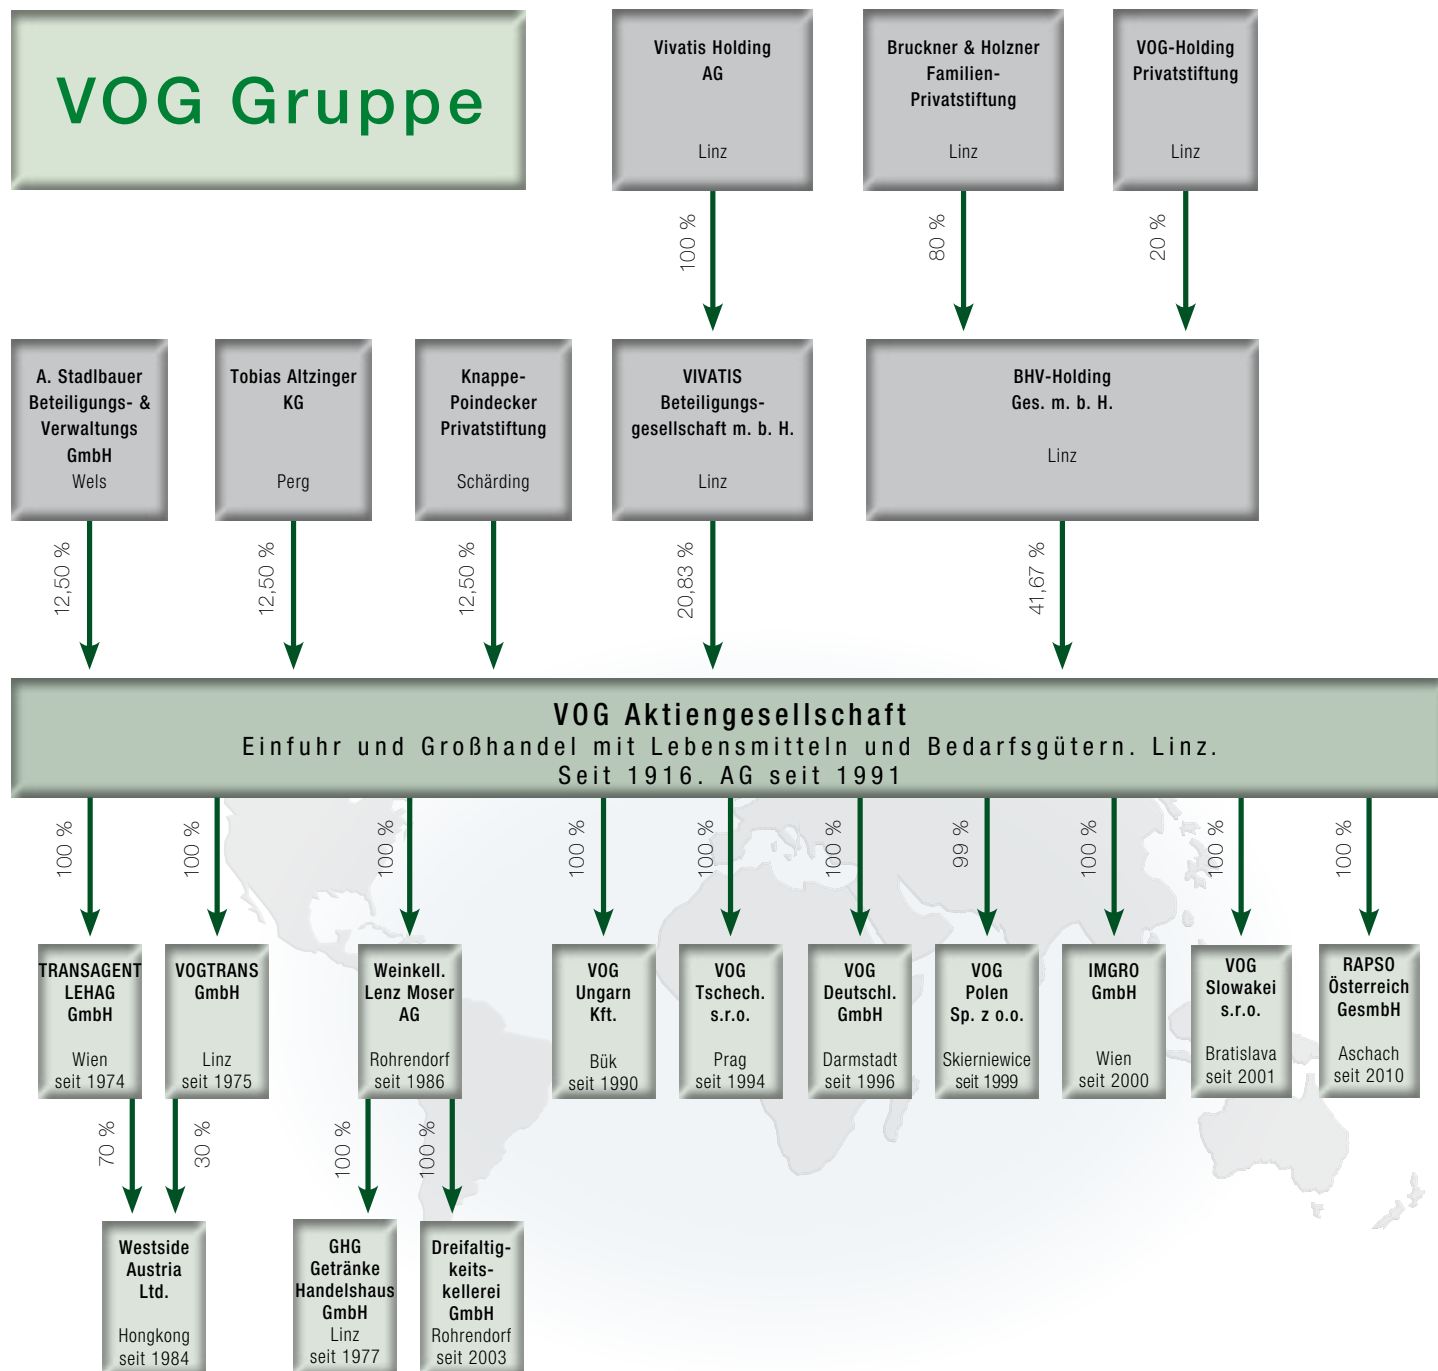 VOG Gruppe
Vivatis Holding
AG
Linz
Bruckner & Holzner
Familien-
Privatstiftung
Linz
VOG-Holding
Privatstiftung
Linz
100 %
80 %
20 %
A. Stadlbauer
Beteiligungs- &
Verwaltungs
GmbH
Wels
Tobias Altzinger
KG
Perg
Knappe-
Poindecker
Privatstiftung
Schärding
VIVATIS
Beteiligungs-
gesellschaft m. b. H.
Linz
BHV-Holding
Ges. m. b. H.
Linz
12,50 %
12,50 %
12,50 %
20,83 %
41,67 %
VOG Aktiengesellschaft
Einfuhr und Großhandel mit Lebensmitteln und Bedarfsgütern. Linz.
Seit 1916. AG seit 1991
100 %
100 %
100 %
100 %
100 %
100 %
99 %
100 %
100 %
100 %
TRANSAGENT
LEHAG
GmbH
Wien
seit 1974
VOGTRANS
GmbH
Linz
seit 1975
Weinkell.
Lenz Moser
AG
Rohrendorf
seit 1986
VOG
Ungarn
Kft.
Bük
seit 1990
VOG
Tschech.
s.r.o.
Prag
seit 1994
VOG
Deutschl.
GmbH
Darmstadt
seit 1996
VOG
Polen
Sp. z o.o.
Skierniewice
seit 1999
IMGRO
GmbH
Wien
seit 2000
VOG
Slowakei
s.r.o.
Bratislava
seit 2001
RAPSO
Österreich
GesmbH
Aschach
seit 2010
70 %
30 %
100 %
100 %
Westside
Austria
Ltd.
Hongkong
seit 1984
GHG
Getränke
Handelshaus
GmbH
Linz
seit 1977
Dreifaltig-
keits-
kellerei
GmbH
Rohrendorf
seit 2003